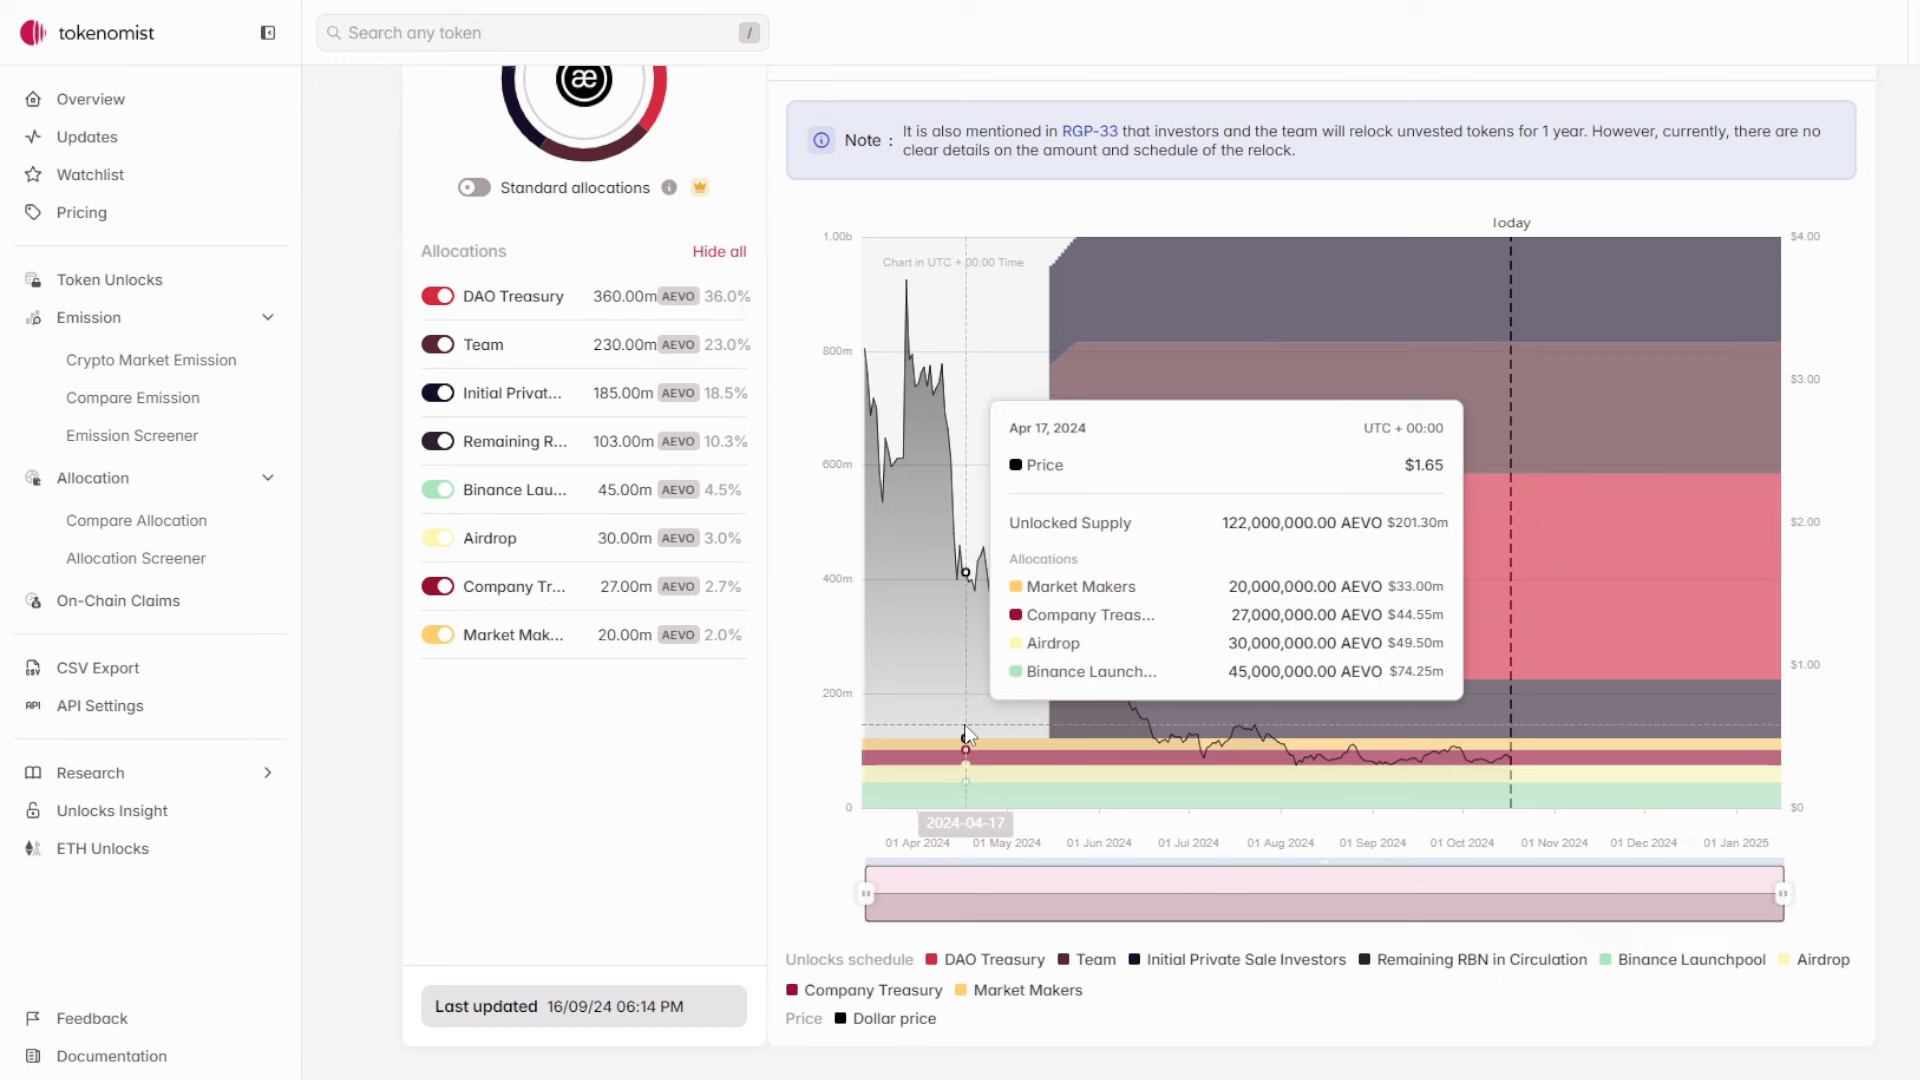 tokenomist
Search any token
/
Overview
Updates
Watchlist
Pricing
Token Unlocks
Emission
Crypto Market Emission
Compare Emission
Emission Screener
Allocation
Compare Allocation
Allocation Screener
On-Chain Claims
CSV Export
API API Settings
Research
Unlocks Insight
ETH Unlocks
Feedback
Documentation
æ
Standard allocations
Allocations Hide all
DAO Treasury 360.00m AEVO 36.0%
Team 230.00m AEVO 23.0%
Initial Privat... 185.00m AEVO 18.5%
Remaining R... 103.00m AEVO 10.3%
Binance Lau... 45.00m AEVO 4.5%
Airdrop 30.00m AEVO 3.0%
Company Tr... 27.00m AEVO 2.7%
Market Mak... 20.00m AEVO 2.0%
Last updated 16/09/24 06:14 PM
Note : It is also mentioned in RGP-33 that investors and the team will relock unvested tokens for 1 year. However, currently, there are no
clear details on the amount and schedule of the relock.
Today
1.00b
800m
600m
400m
200m
0
Chart in UTC + 00:00 Time
$4.00
$3.00
$2.00
$1.00
$0
Apr 17, 2024 UTC + 00:00
Price $1.65
Unlocked Supply 122,000,000.00 AEVO $201.30m
Allocations
Market Makers 20,000,000.00 AEVO $33.00m
Company Treas... 27,000,000.00 AEVO $44.55m
Airdrop 30,000,000.00 AEVO $49.50m
Binance Launch... 45,000,000.00 AEVO $74.25m
2024-04-17
01 Apr 2024 01 May 2024 01 Jun 2024 01 Jul 2024 01 Aug 2024 01 Sep 2024 01 Oct 2024 01 Nov 2024 01 Dec 2024 01 Jan 2025
Unlocks schedule DAO Treasury Team Initial Private Sale Investors Remaining RBN in Circulation Binance Launchpool Airdrop
Company Treasury Market Makers
Price Dollar price